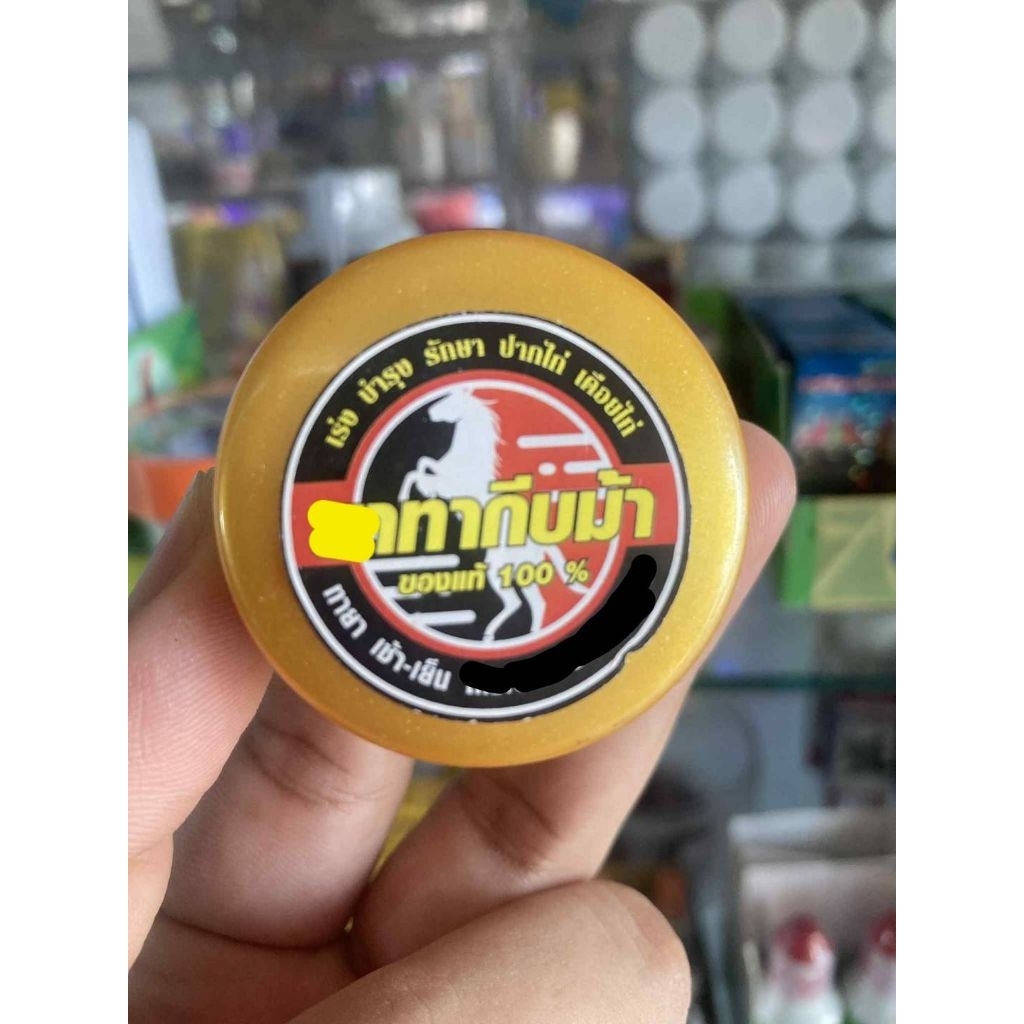 เร่ง บำรุง รักษา ปากไก่ เดือยไก่
ทากีบม้า
ของแท้ 100 %
ทายา เช้า-เย็น